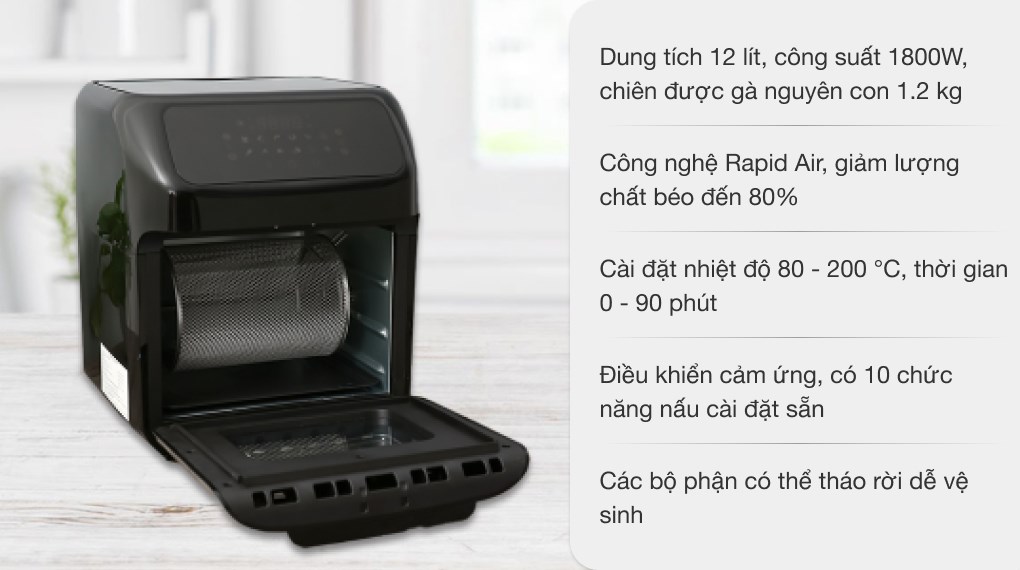 Dung tích 12 lít, công suất 1800W,
chiên được gà nguyên con 1.2 kg
Công nghệ Rapid Air, giảm lượng
chất béo đến 80%
Cài đặt nhiệt độ 80 - 200 °C, thời gian
0 - 90 phút
Điều khiển cảm ứng, có 10 chức
năng nấu cài đặt sẵn
Các bộ phận có thể tháo rời dễ vệ
sinh